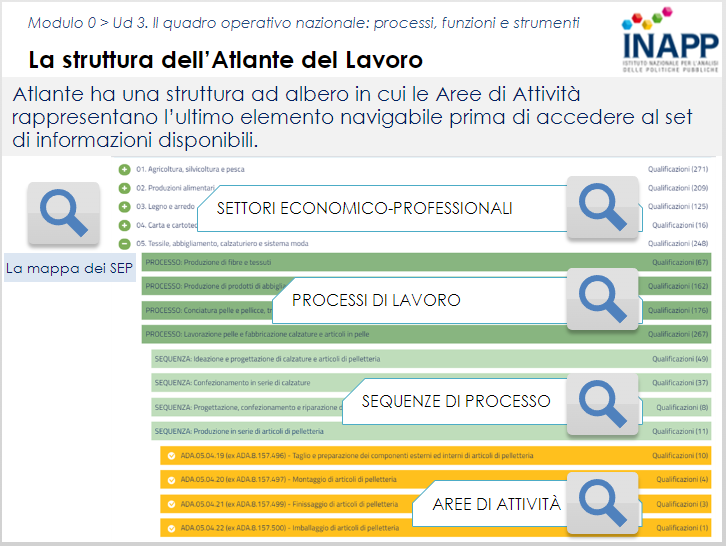 Modulo 0 > Ud 3. Il quadro operativo nazionale: processi, funzioni e strumenti
INAPP
ISTITUTO NAZIONALE PER L'ANALISI
DELLE POLITICHE PUBBLICHE
La struttura dell'Atlante del Lavoro
Atlante ha una struttura ad albero in cui le Aree di Attività
rappresentano l'ultimo elemento navigabile prima di accedere al set
di informazioni disponibili.
01. Agricoltura, silvicoltura e pesca Qualificazioni (271)
02. Produzioni alimentari Qualificazioni (209)
SETTORI ECONOMICO-PROFESSIONALI
03. Legno e arredo Qualificazioni (125)
04. Carta e cartotec Qualificazioni (16)
05. Tessile, abbigliamento, calzaturiero e sistema moda Qualificazioni (248)
La mappa dei SEP
PROCESSO: Produzione di fibre e tessuti Qualificazioni (67)
PROCESSO: Produzione di prodotti di abbigli Qualificazioni (162)
PROCESSI DI LAVORO
PROCESSO: Conciatura pelle e pellicce, tr Qualificazioni (176)
PROCESSO: Lavorazione pelle e fabbricazione calzature e articoli in pelle Qualificazioni (267)
SEQUENZA: Ideazione e progettazione di calzature e articoli di pelletteria Qualificazioni (49)
SEQUENZA: Confezionamento in serie di calzature Qualificazioni (37)
SEQUENZE DI PROCESSO
SEQUENZA: Progettazione, confezionamento e riparazione d Qualificazioni (8)
SEQUENZA: Produzione in serie di articoli di pelletteria Qualificazioni (11)
ADA.05.04.19 (ex ADA.8.157.496) - Taglio e preparazione dei componenti esterni ed interni di articoli di pelletteria Qualificazioni (10)
ADA.05.04.20 (ex ADA.8.157.497) - Montaggio di articoli di pelletteria Qualificazioni (4)
AREE DI ATTIVITÀ
ADA.05.04.21 (ex ADA.8.157.499) - Finissaggio di articoli di pelletteria Qualificazioni (3)
ADA.05.04.22 (ex ADA.8.157.500) - Imballaggio di articoli di pelletteria Qualificazioni (1)